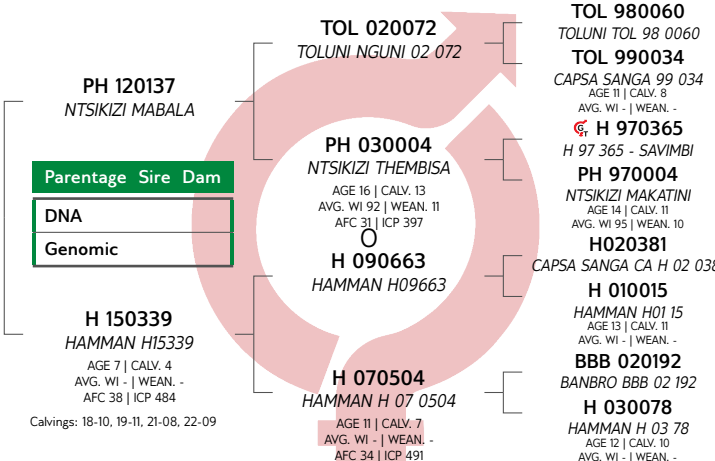 PH 120137
NTSIKIZI MABALA
Parentage Sire Dam
DNA
Genomic
H 150339
HAMMAN H15339
AGE 7 | CALV. 4
AVG. WI - | WEAN. -
AFC 38 | ICP 484
Calvings: 18-10, 19-11, 21-08, 22-09
TOL 020072
TOLUNI NGUNI 02 072
PH 030004
NTSIKIZI THEMBISA
AGE 16 | CALV. 13
AVG. WI 92 | WEAN. 11
AFC 31 | ICP 397
O
H 090663
HAMMAN H09663
H 070504
HAMMAN H 07 0504
AGE 11 | CALV. 7
AVG. WI - | WEAN. -
AFC 34 | ICP 491
TOL 980060
TOLUNI TOL 98 0060
TOL 990034
CAPSA SANGA 99 034
AGE 11 | CALV. 8
AVG. WI - | WEAN. -
H 970365
H 97 365 - SAVIMBI
PH 970004
NTSIKIZI MAKATINI
AGE 14 | CALV. 11
AVG. WI 95 | WEAN. 10
H020381
CAPSA SANGA CA H 02 038
H 010015
HAMMAN H01 15
AGE 13 | CALV. 11
AVG. WI - | WEAN. -
BBB 020192
BANBRO BBB 02 192
H 030078
HAMMAN H 03 78
AGE 12 | CALV. 10
AVG. WI - | WEAN. -